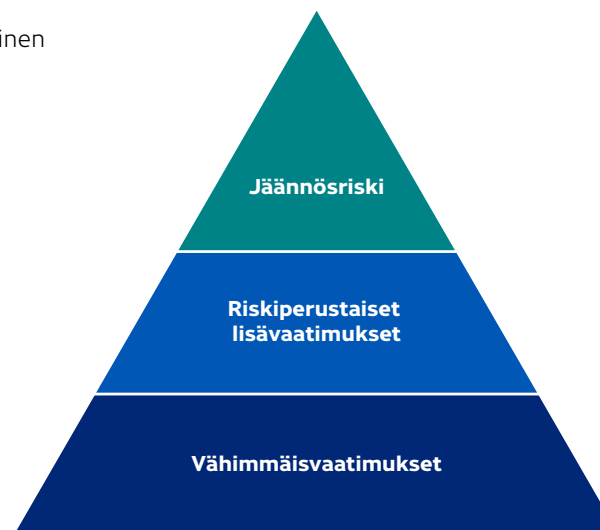 inen
Jäännösriski
Riskiperustaiset
lisävaatimukset
Vähimmäisvaatimukset